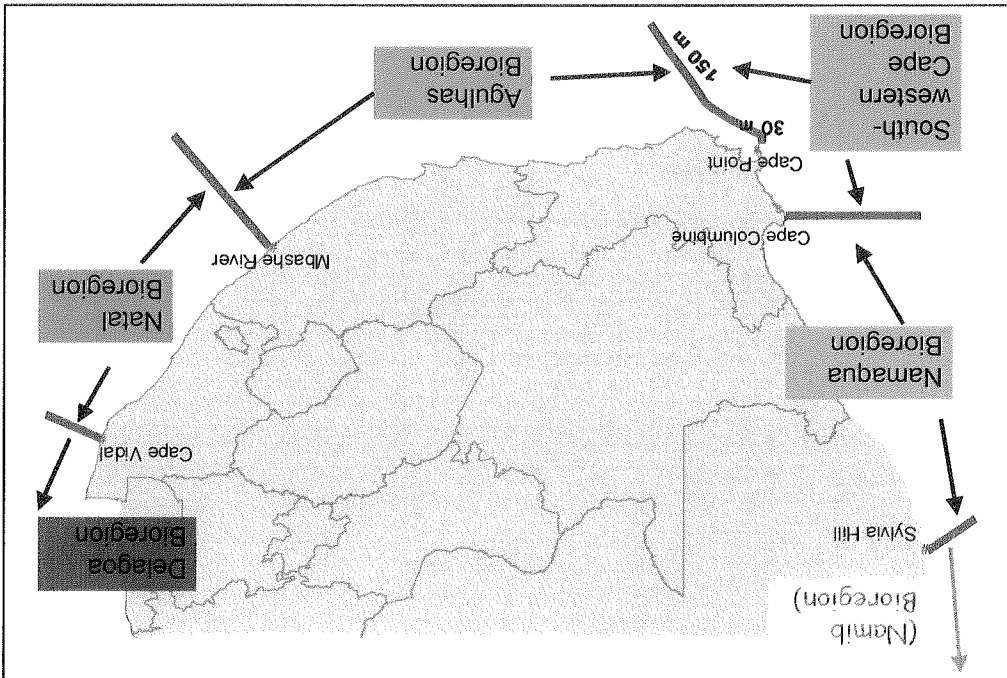 (Namib
Bioregion)
Sylvia Hill
Delagoa
Bioregion
Cape Vidal
Namaqua
Bioregion
Natal
Bioregion
Mbashe River
Cape Columbine
Cape Point
South-
western
Cape
Bioregion
30 m
150 m
Agulhas
Bioregion